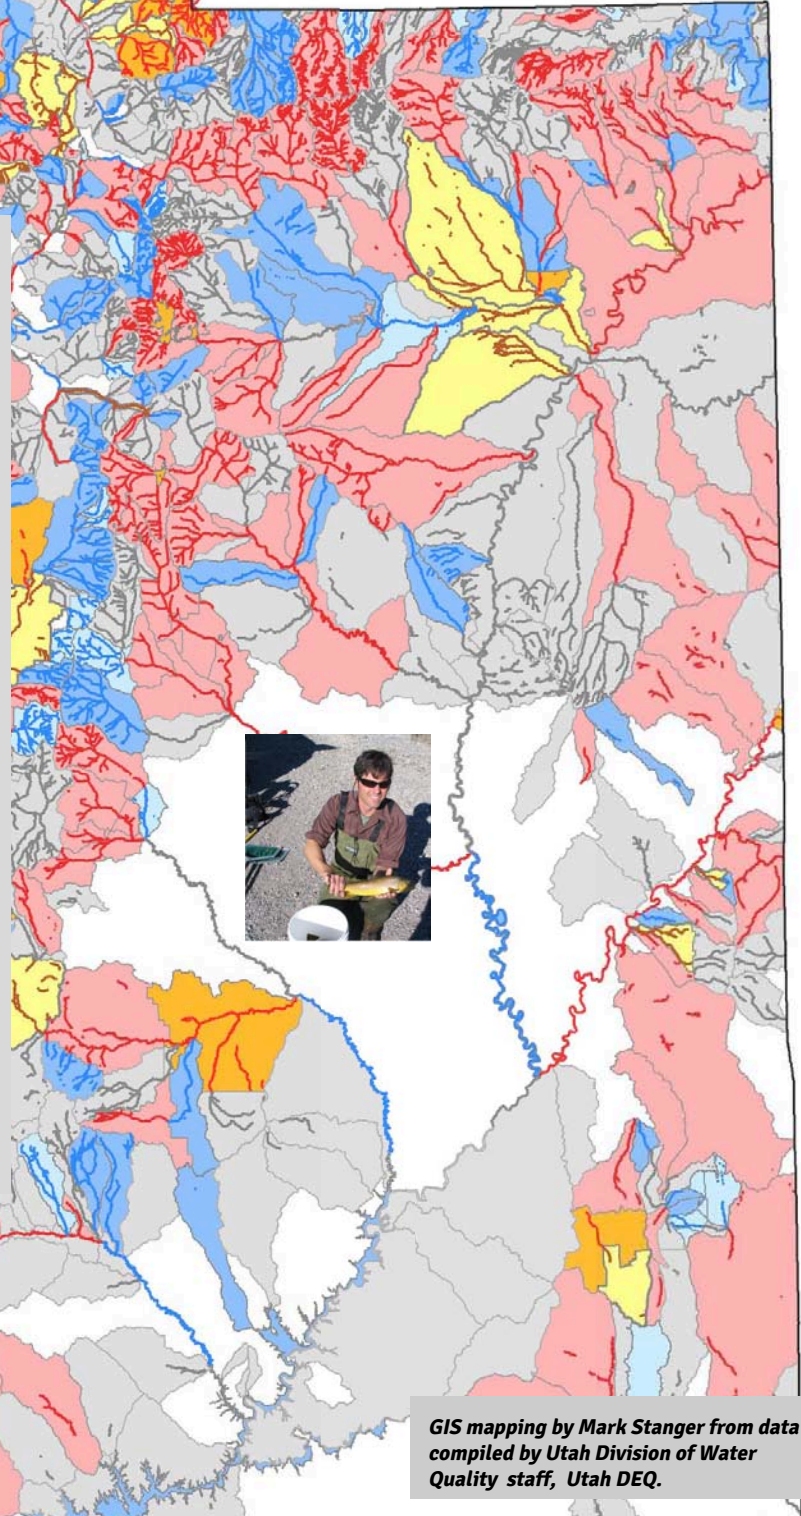 GIS mapping by Mark Stanger from data
compiled by Utah Division of Water
Quality staff, Utah DEQ.